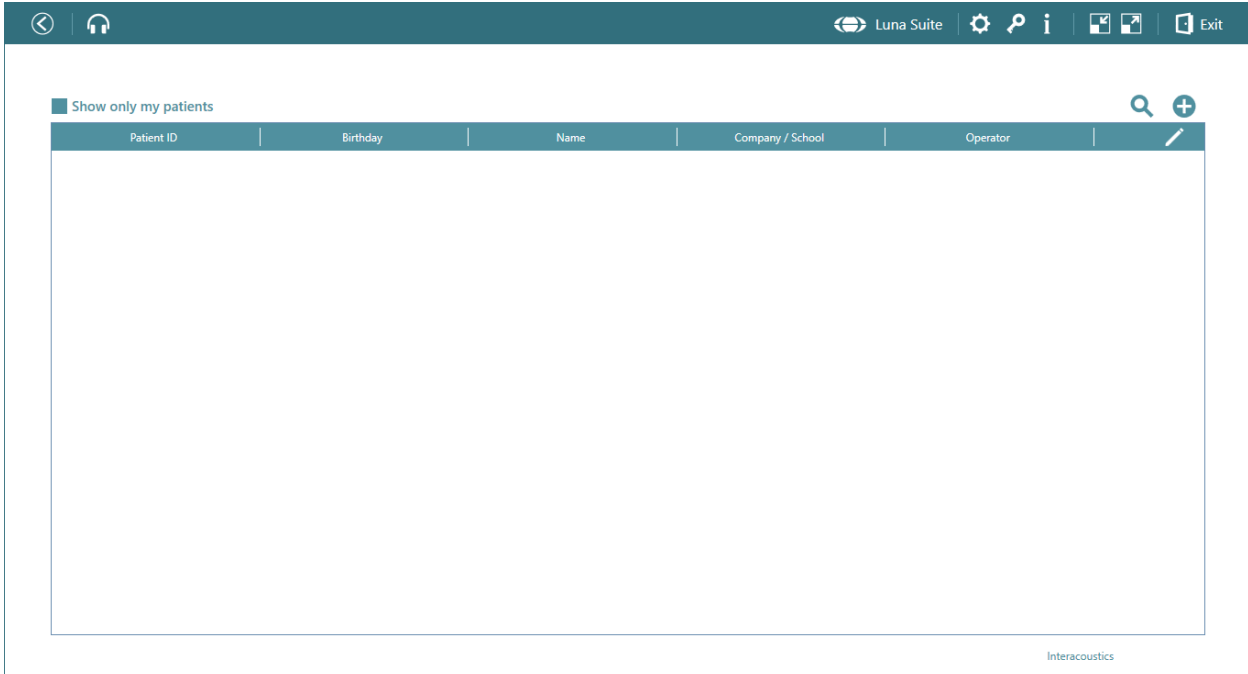 Luna Suite Exit
Show only my patients
Patient ID Birthday Name Company / School Operator
Interacoustics